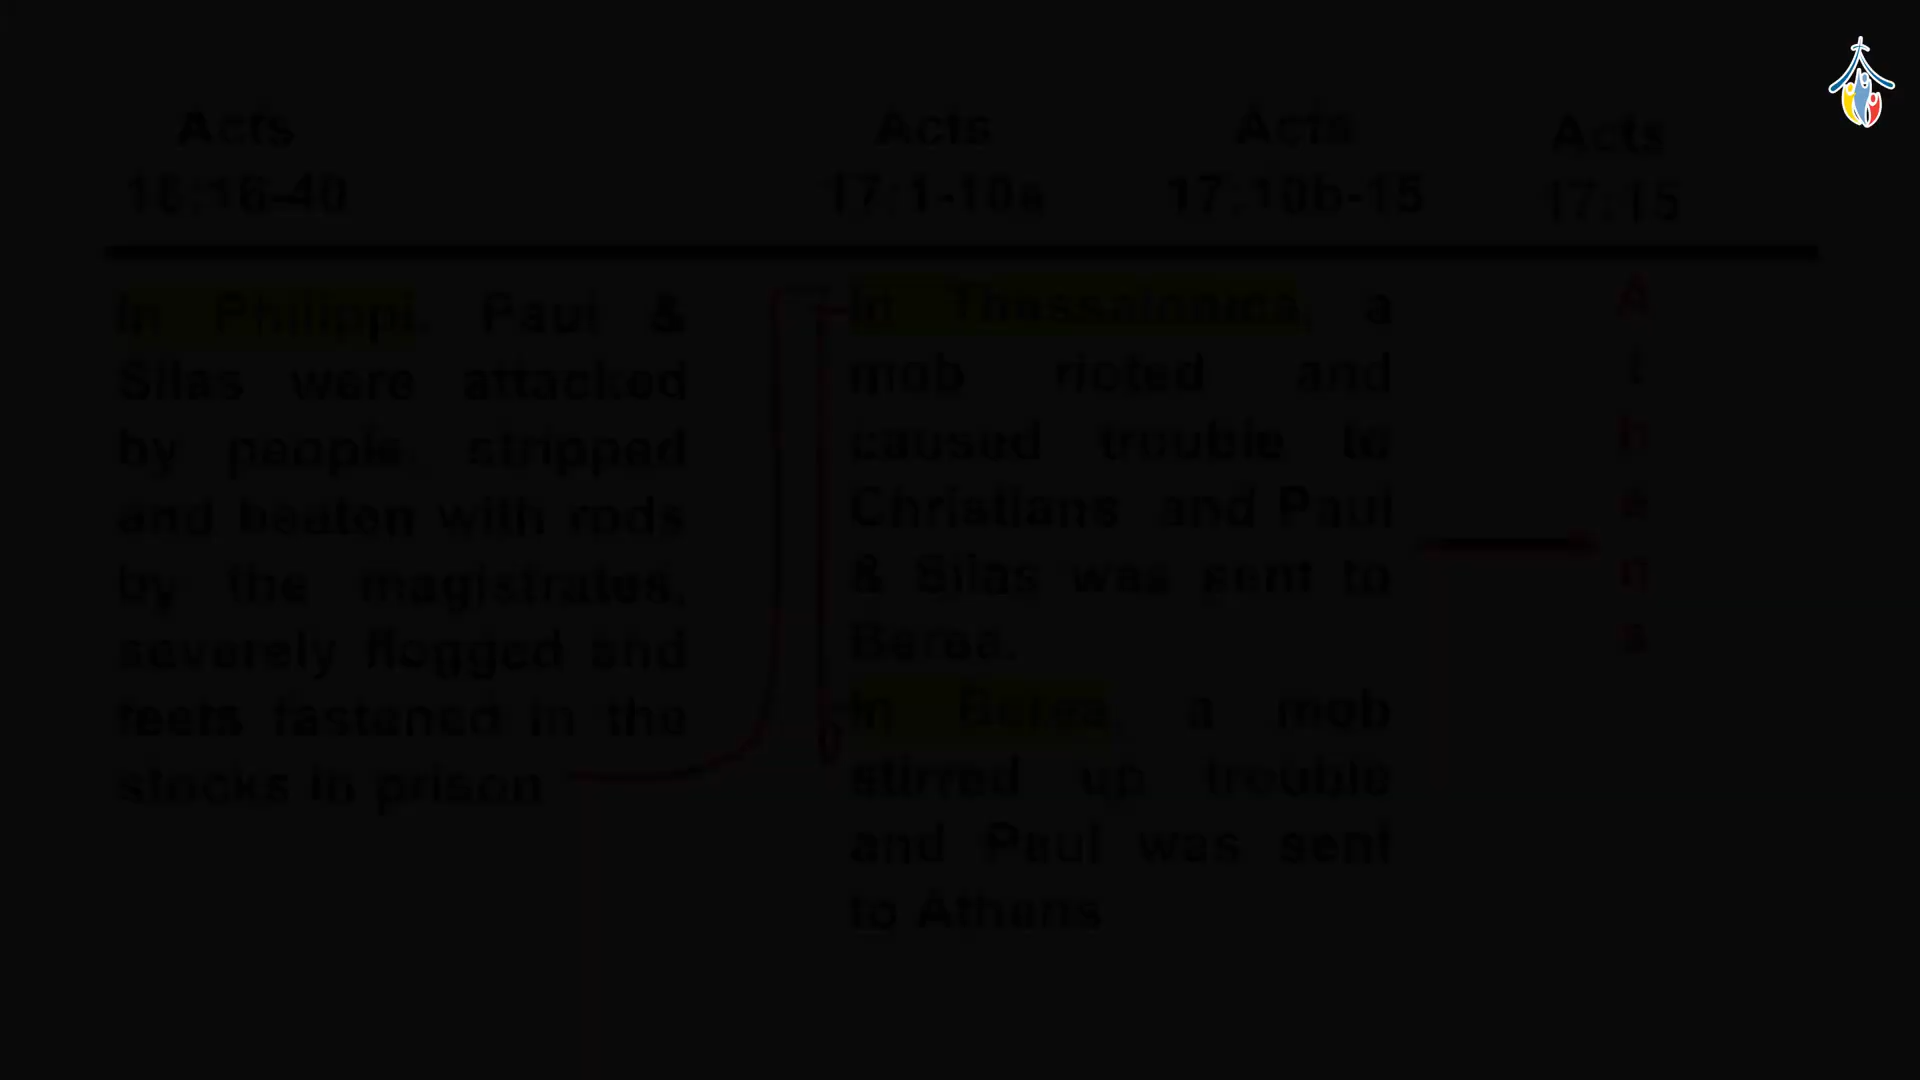 Acts
16:16-40
Acts
17:1-10a
Acts
17:10b-15
Acts
17:15
In Philippi, Paul &
Silas were attacked
by people, stripped
and beaten with rods
by the magistrates,
severely flogged and
feets fastened in the
stocks in prison
In Thessalonica, a
mob rioted and
caused trouble to
Christians and Paul
& Silas was sent to
Berea.
In Berea, a mob
stirred up trouble
and Paul was sent
to Athens
A
t
h
e
n
s